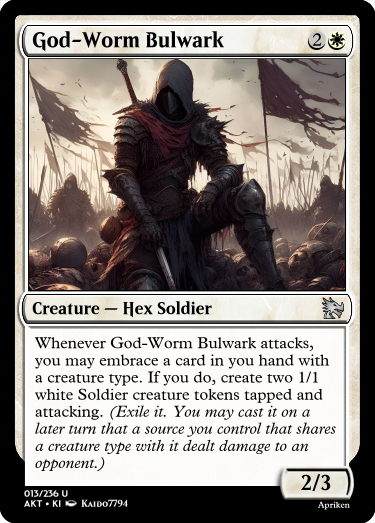 God-Worm Bulwark 2
Creature — Hex Soldier
Whenever God-Worm Bulwark attacks,
you may embrace a card in you hand with
a creature type. If you do, create two 1/1
white Soldier creature tokens tapped and
attacking. (Exile it. You may cast it on a
later turn that a source you control that shares
a creature type with it dealt damage to an
opponent.)
2/3
013/236 U
AKT • KI Kaido7794
Apriken